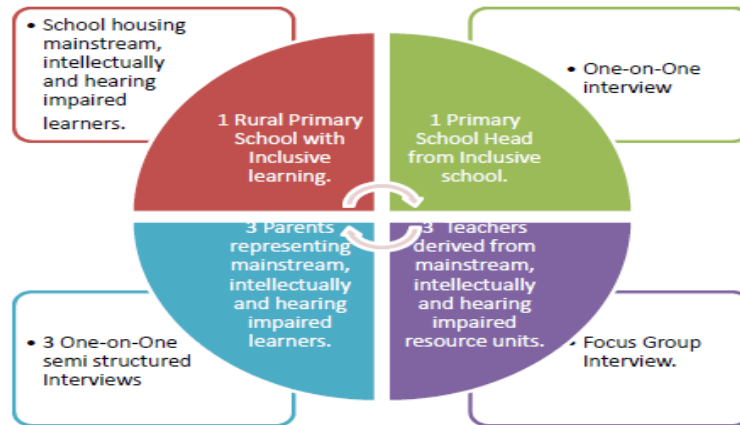 • School housing
mainstream,
intellectually
and hearing
impaired
learners.
1 Rural Primary
School with
Inclusive
learning.
1 Primary
School Head
from Inclusive
school.
• One-on-One
interview
3 Parents
representing
mainstream,
intellectually
and hearing
impaired
learners.
3 Teachers
derived from
mainstream,
intellectually
and hearing
impaired
resource units.
• 3 One-on-One
semi structured
Interviews
• Focus Group
Interview.